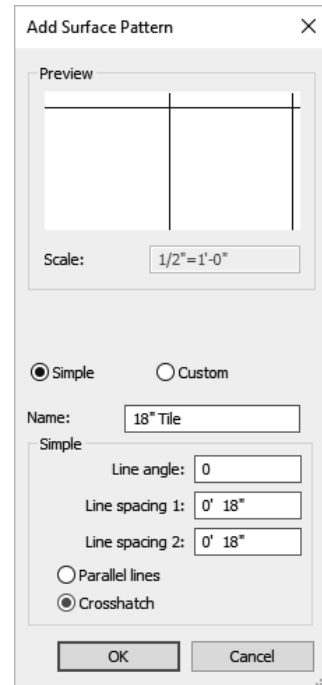 Add Surface Pattern
Preview
Scale: 1/2"=1'-0"
Simple Custom
Name: 18" Tile
Simple
Line angle: 0
Line spacing 1: 0' 18"
Line spacing 2: 0' 18"
Parallel lines
Crosshatch
OK Cancel